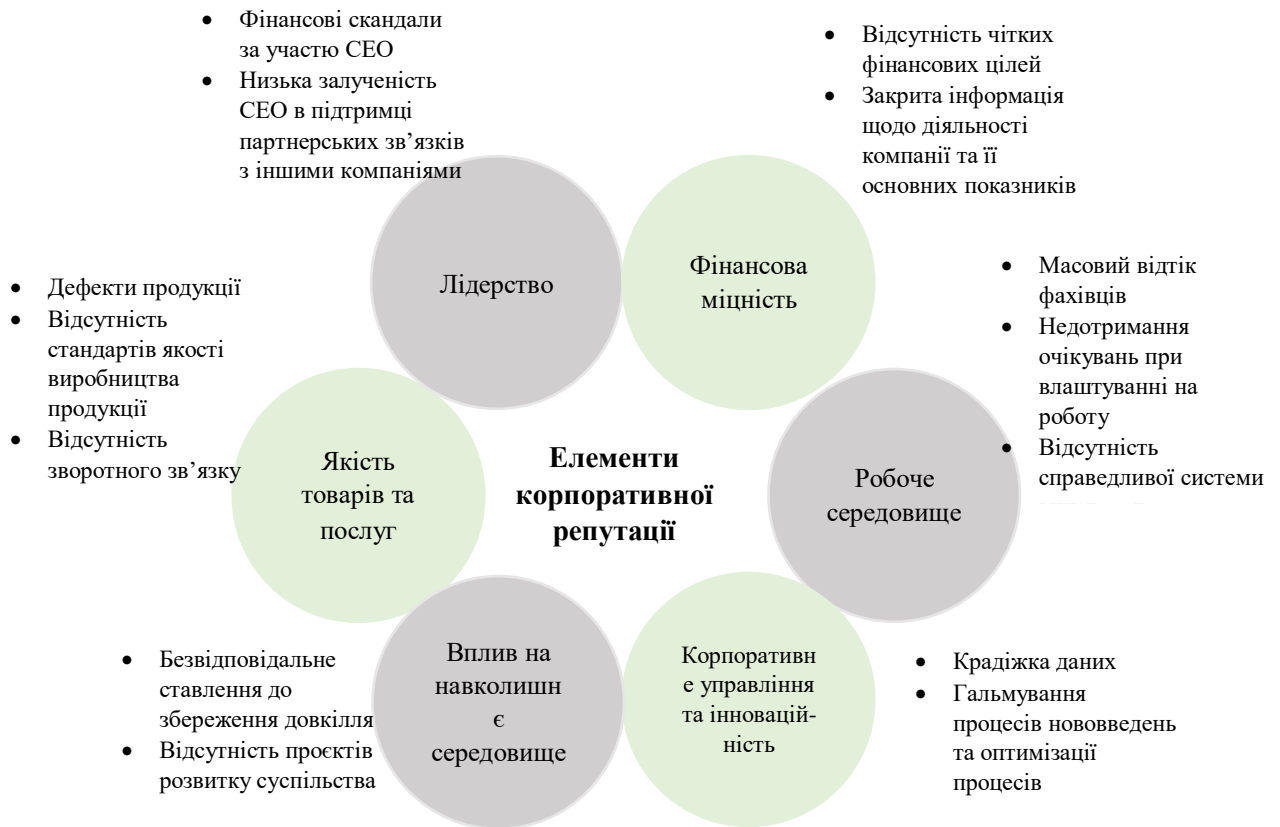 • Фінансові скандали
за участю СЕО
• Низька залученість
СЕО в підтримці
партнерських зв’язків
з іншими компаніями
• Відсутність чітких
фінансових цілей
• Закрита інформація
щодо діяльності
компанії та її
основних показників
Лідерство
Фінансова
міцність
• Дефекти продукції
• Відсутність
стандартів якості
виробництва
продукції
• Відсутність
зворотного зв’язку
• Масовий відтік
фахівців
• Недотримання
очікувань при
влаштуванні на
роботу
• Відсутність
справедливої системи
Якість
товарів та
послуг
Елементи
корпоративної
репутації
Робоче
середовище
• Безвідповідальне
ставлення до
збереження довкілля
• Відсутність проєктів
розвитку суспільства
Вплив на
навколишн
є
середовище
Корпоративн
е управління
та інновацій-
ність
• Крадіжка даних
• Гальмування
процесів нововведень
та оптимізації
процесів